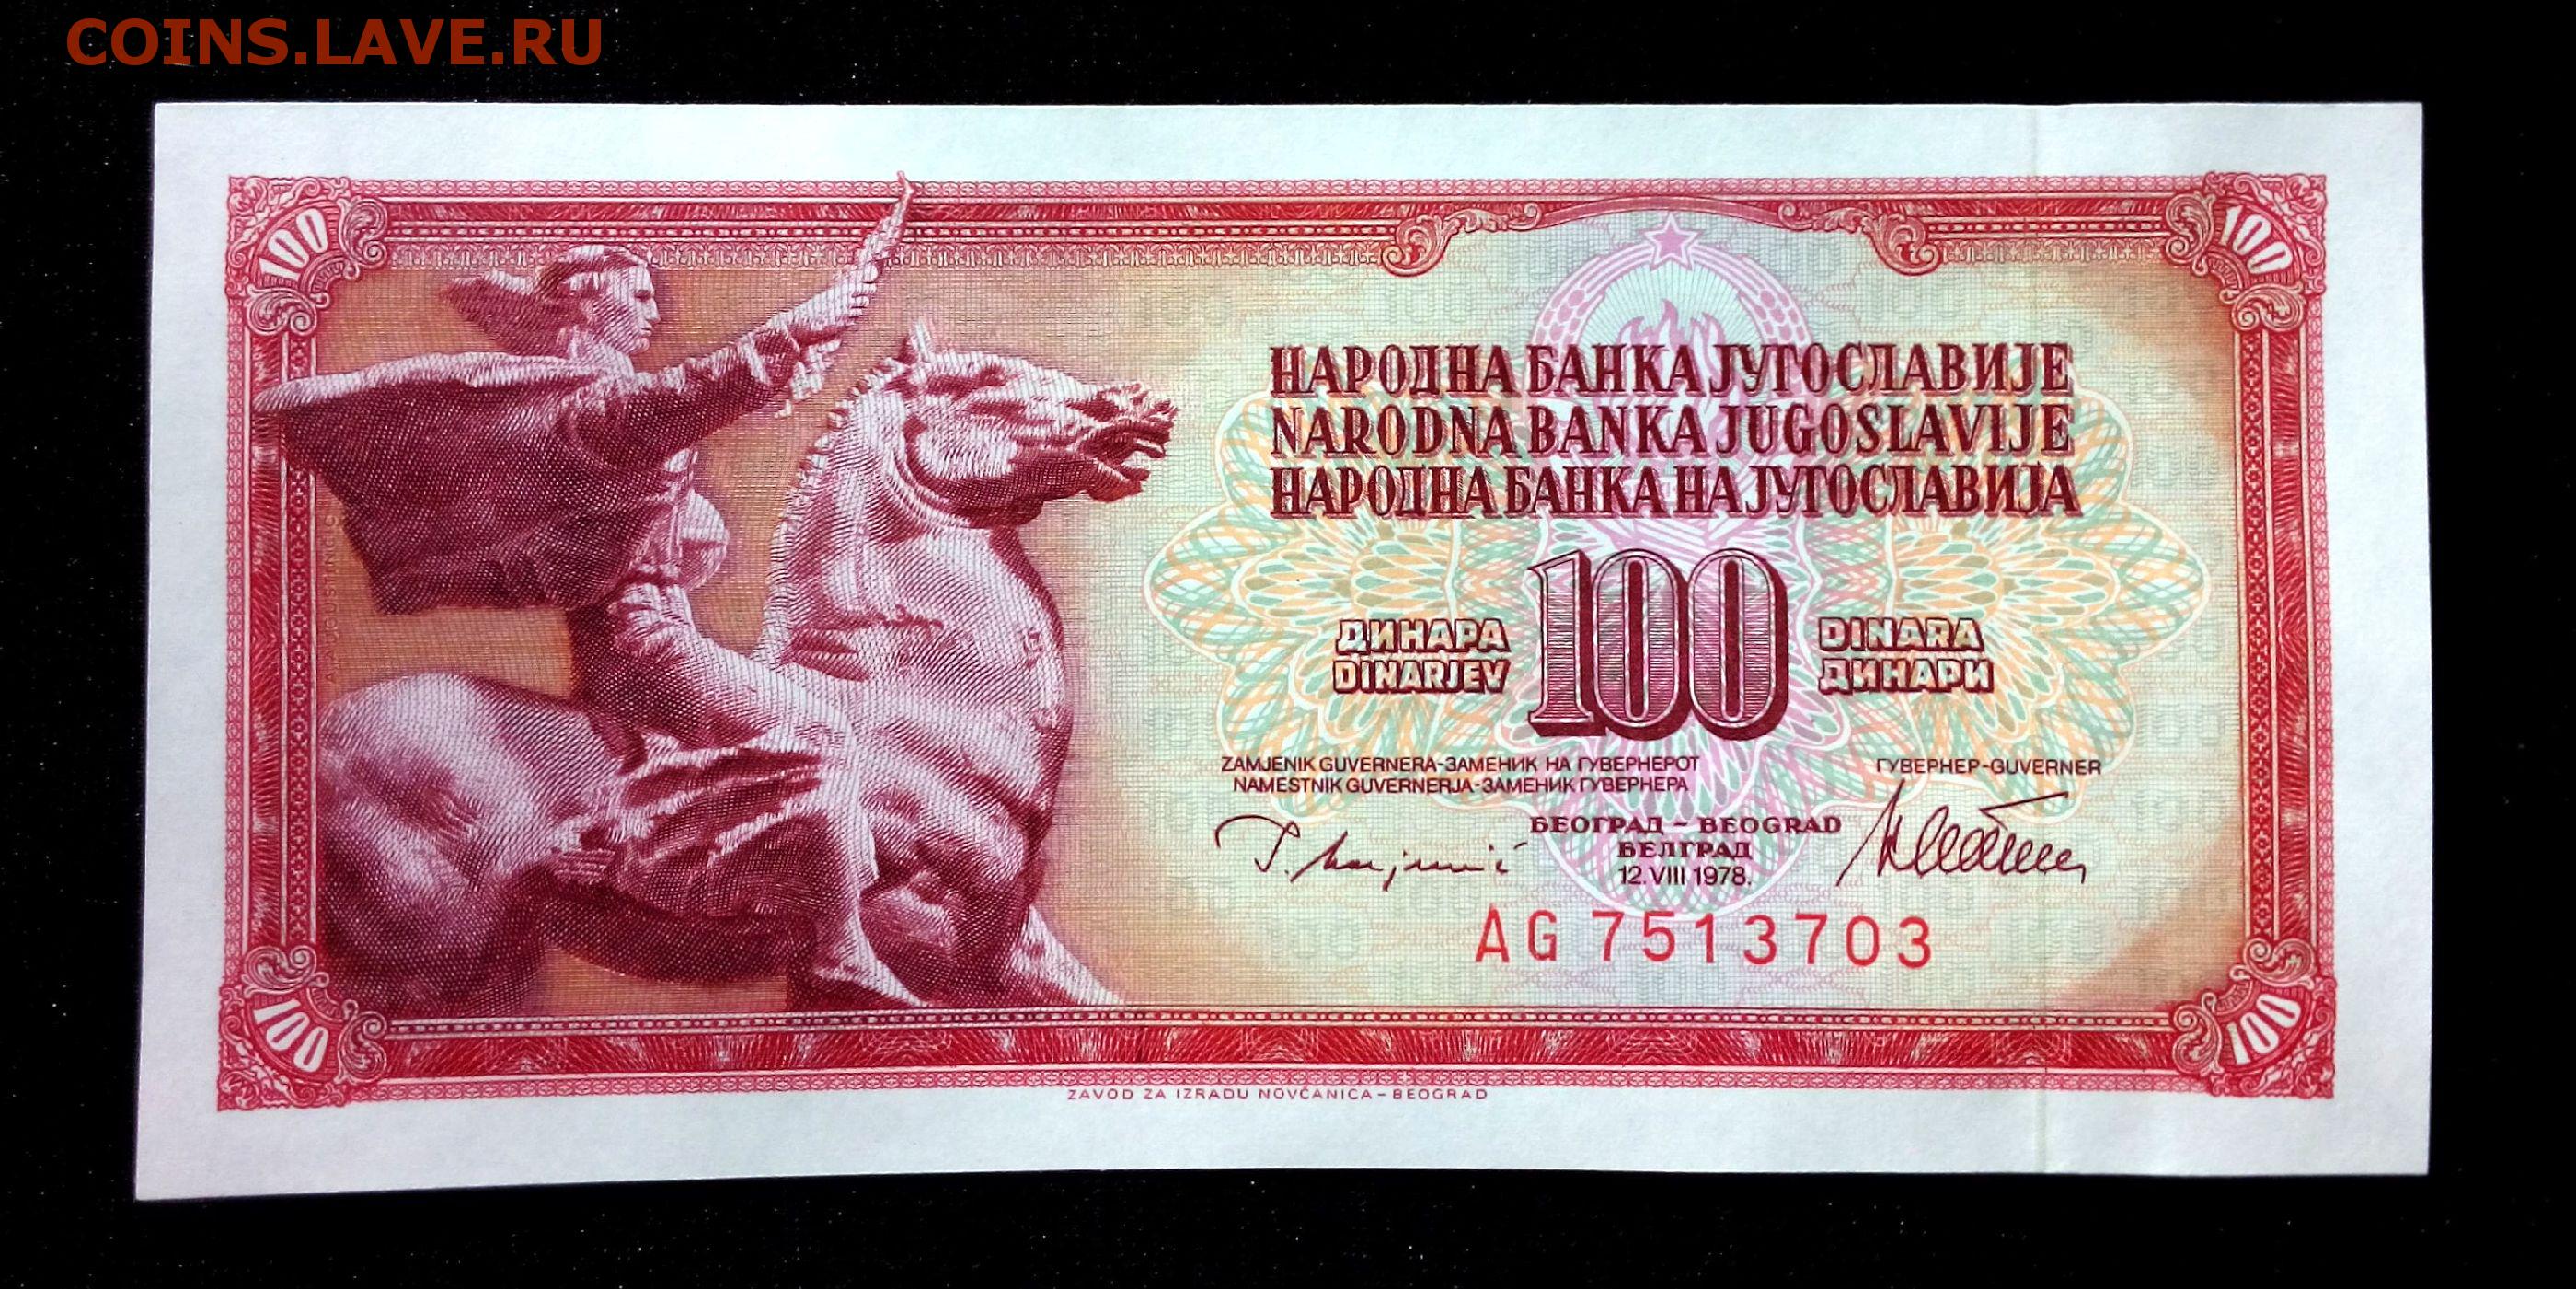 COINS.LAVE.RU
100
100
НАРОДНА БАНКА ЈУГОСЛАВИЈЕ
NARODNA BANKA JUGOSLAVIJE
НАРОДНА БАНКА НА ЈУГОСЛАВИЈА
ДИНАРА 100 DINARA
DINARJEV ДИНАРИ
ZAMJENIK GUVERNERA-ЗАМЕНИК НА ГУВЕРНЕРОТ ГУВЕРНЕР-GUVERNER
NAMESTNIK GUVERNERJA-ЗАМЕНИК ГУВЕРНЕРА
БЕОГРАД - BEOGRAD
БЕЛГРАД
12. VIII 1978.
AG 7513703
100
100
ZAVOD ZA IZRADU NOVČANICA-BEOGRAD